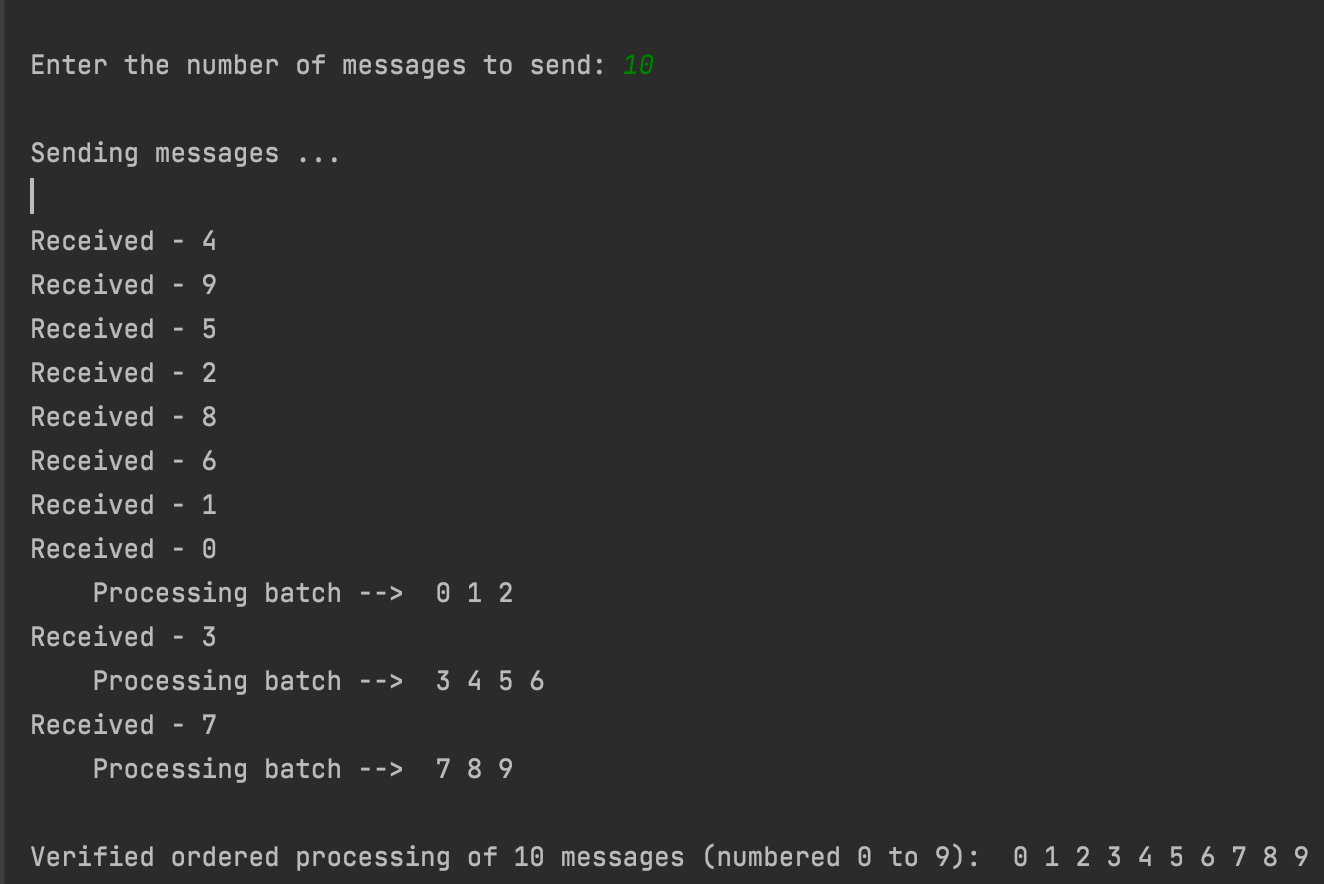 Enter the number of messages to send: 10
Sending messages ...
Received - 4
Received - 9
Received - 5
Received - 2
Received - 8
Received - 6
Received - 1
Received - 0
Processing batch -->  0 1 2
Received - 3
Processing batch -->  3 4 5 6
Received - 7
Processing batch -->  7 8 9
Verified ordered processing of 10 messages (numbered 0 to 9):  0 1 2 3 4 5 6 7 8 9